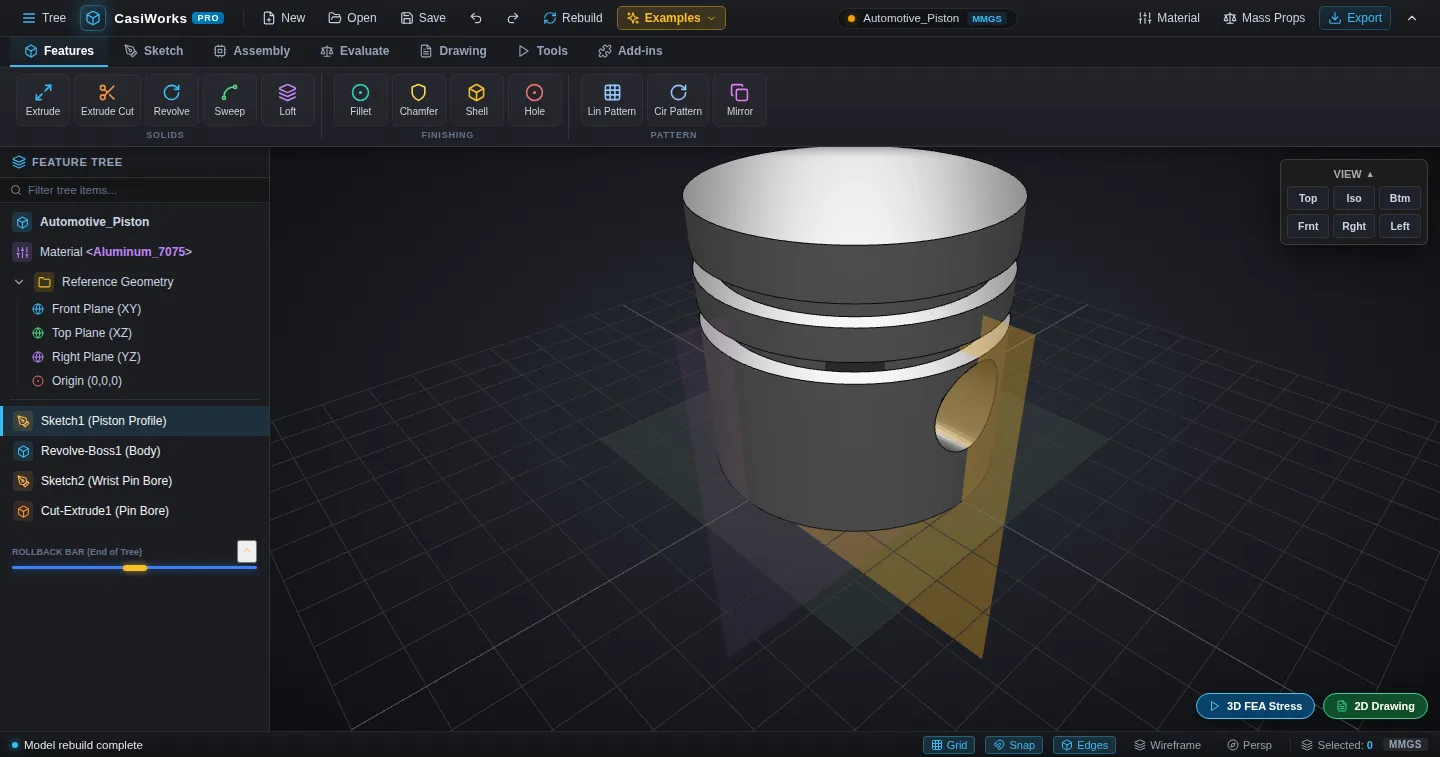 Tree CasiWorks PRO New Open Save Rebuild Examples Automotive_Piston MMGS Material Mass Props Export
Features Sketch Assembly Evaluate Drawing Tools Add-ins
Extrude Extrude Cut Revolve Sweep Loft Fillet Chamfer Shell Hole Lin Pattern Cir Pattern Mirror
SOLIDS FINISHING PATTERN
FEATURE TREE
Filter tree items...
Automotive_Piston
Material <Aluminum_7075>
Reference Geometry
Front Plane (XY)
Top Plane (XZ)
Right Plane (YZ)
Origin (0,0,0)
Sketch1 (Piston Profile)
Revolve-Boss1 (Body)
Sketch2 (Wrist Pin Bore)
Cut-Extrude1 (Pin Bore)
ROLLBACK BAR (End of Tree)
VIEW ▲
Top Iso Btm
Frnt Rght Left
3D FEA Stress 2D Drawing
Model rebuild complete Grid Snap Edges Wireframe Persp Selected: 0 MMGS